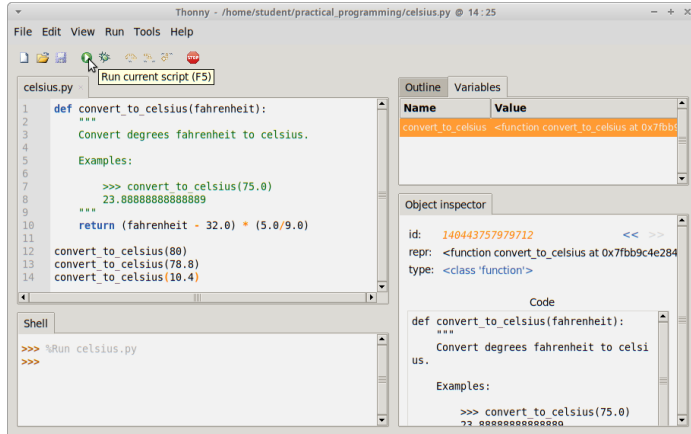 Thonny - /home/student/practical_programming/celsius.py @ 14:25
File Edit View Run Tools Help
STOP
Run current script (F5)
celsius.py
1 def convert_to_celsius(fahrenheit):
2 """
3 Convert degrees fahrenheit to celsius.
4
5 Examples:
6
7 >>> convert_to_celsius(75.0)
8 23.88888888888889
9 """
10 return (fahrenheit - 32.0) * (5.0/9.0)
11
12 convert_to_celsius(80)
13 convert_to_celsius(78.8)
14 convert_to_celsius(10.4)
Shell
>>> %Run celsius.py
>>>
Outline Variables
Name Value
convert_to_celsius <function convert_to_celsius at 0x7fbb9
Object inspector
id: 140443757979712 << >>
repr: <function convert_to_celsius at 0x7fbb9c4e284
type: <class 'function'>
Code
def convert_to_celsius(fahrenheit):
"""
Convert degrees fahrenheit to celsi
us.
Examples:
>>> convert_to_celsius(75.0)
23.88888888888889